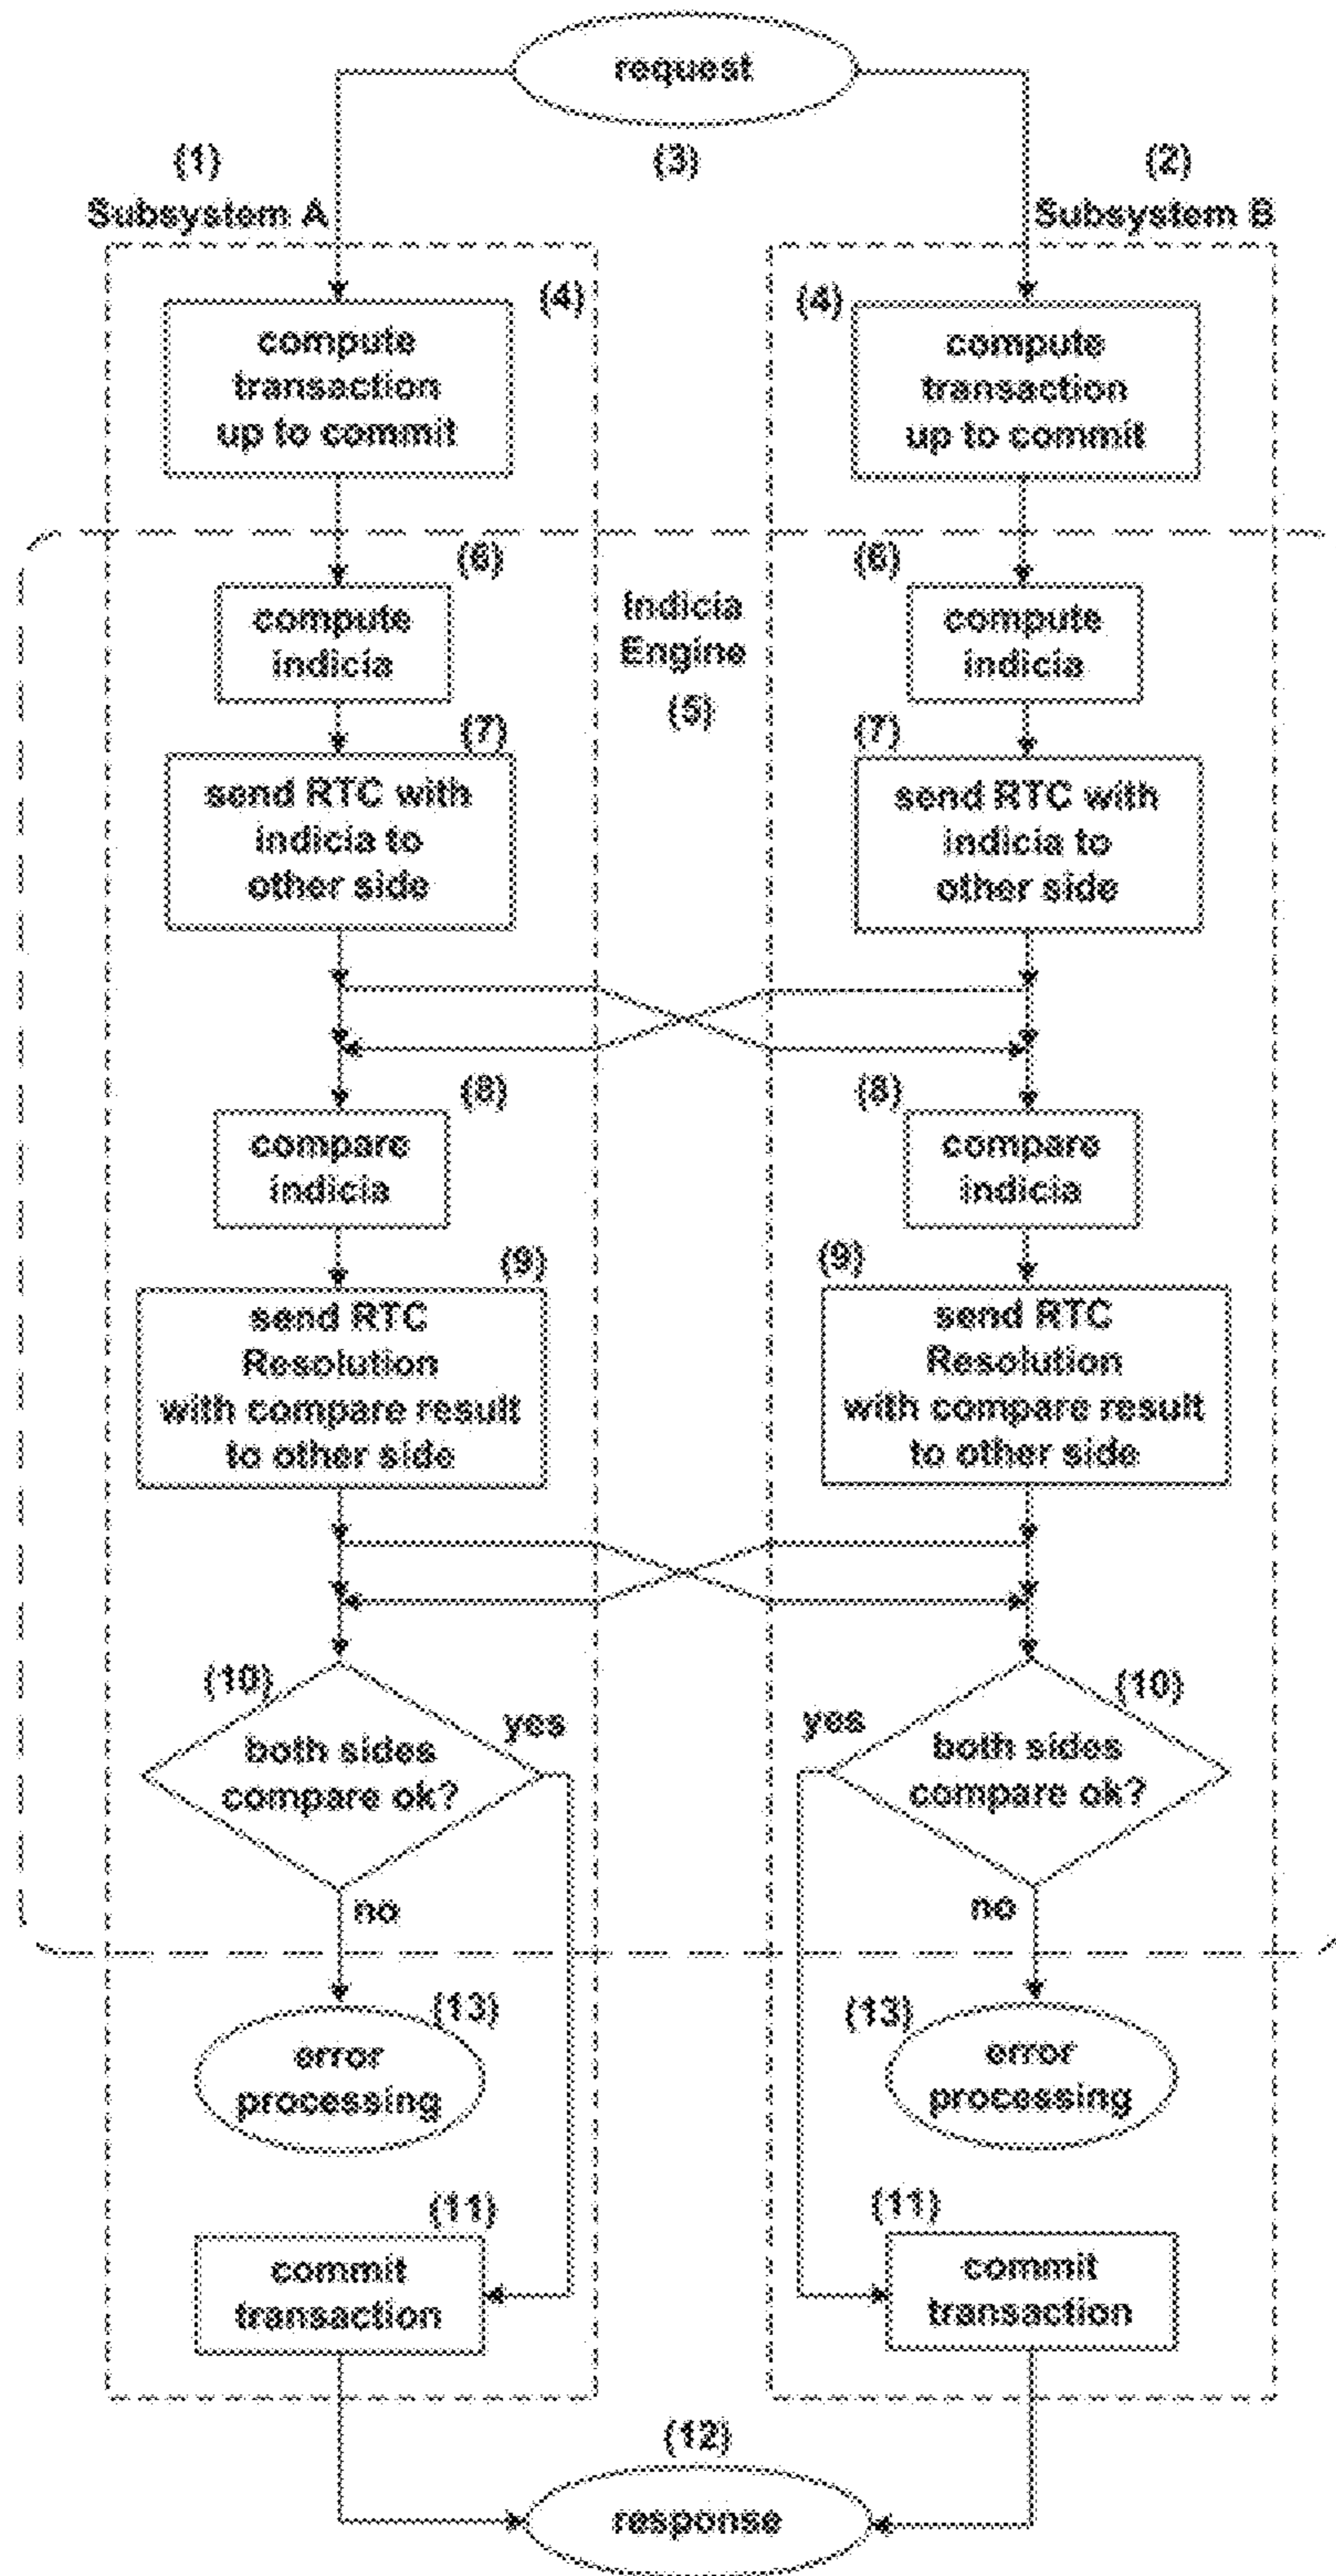 request
(3)
(1)
Subsystem A
(2)
Subsystem B
(4)
compute
transaction
up to commit
(4)
compute
transaction
up to commit
Indicia
Engine
(5)
(6)
compute
indicia
(6)
compute
indicia
(7)
send RTC with
indicia to
other side
(7)
send RTC with
indicia to
other side
(8)
compare
indicia
(8)
compare
indicia
(9)
send RTC
Resolution
with compare result
to other side
(9)
send RTC
Resolution
with compare result
to other side
(10)
both sides
compare ok?
yes
no
(10)
both sides
compare ok?
yes
no
(13)
error
processing
(13)
error
processing
(11)
commit
transaction
(11)
commit
transaction
(12)
response